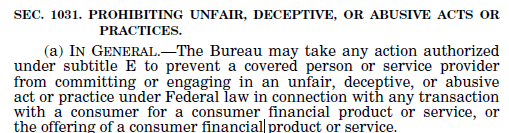 SEC. 1031. PROHIBITING UNFAIR, DECEPTIVE, OR ABUSIVE ACTS OR
PRACTICES.
(a) IN GENERAL.—The Bureau may take any action authorized
under subtitle E to prevent a covered person or service provider
from committing or engaging in an unfair, deceptive, or abusive
act or practice under Federal law in connection with any transaction
with a consumer for a consumer financial product or service, or
the offering of a consumer financial product or service.